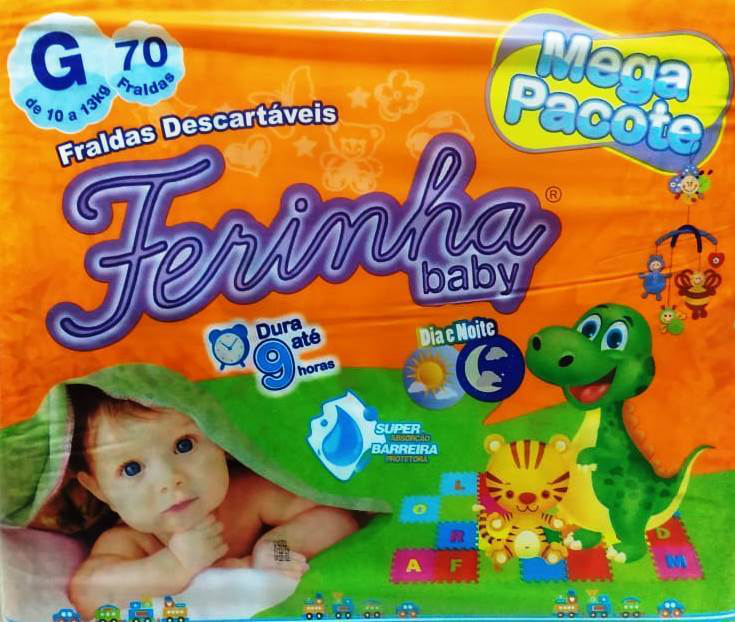 G
de 10 a 13kg
70
Fraldas
Mega
Pacote
Fraldas Descartáveis
Ferinha®
baby
Dura
até
9
horas
Dia e Noite
SUPER
ABSORÇÃO
BARREIRA
PROTETORA
L
O
R
D
A F
M